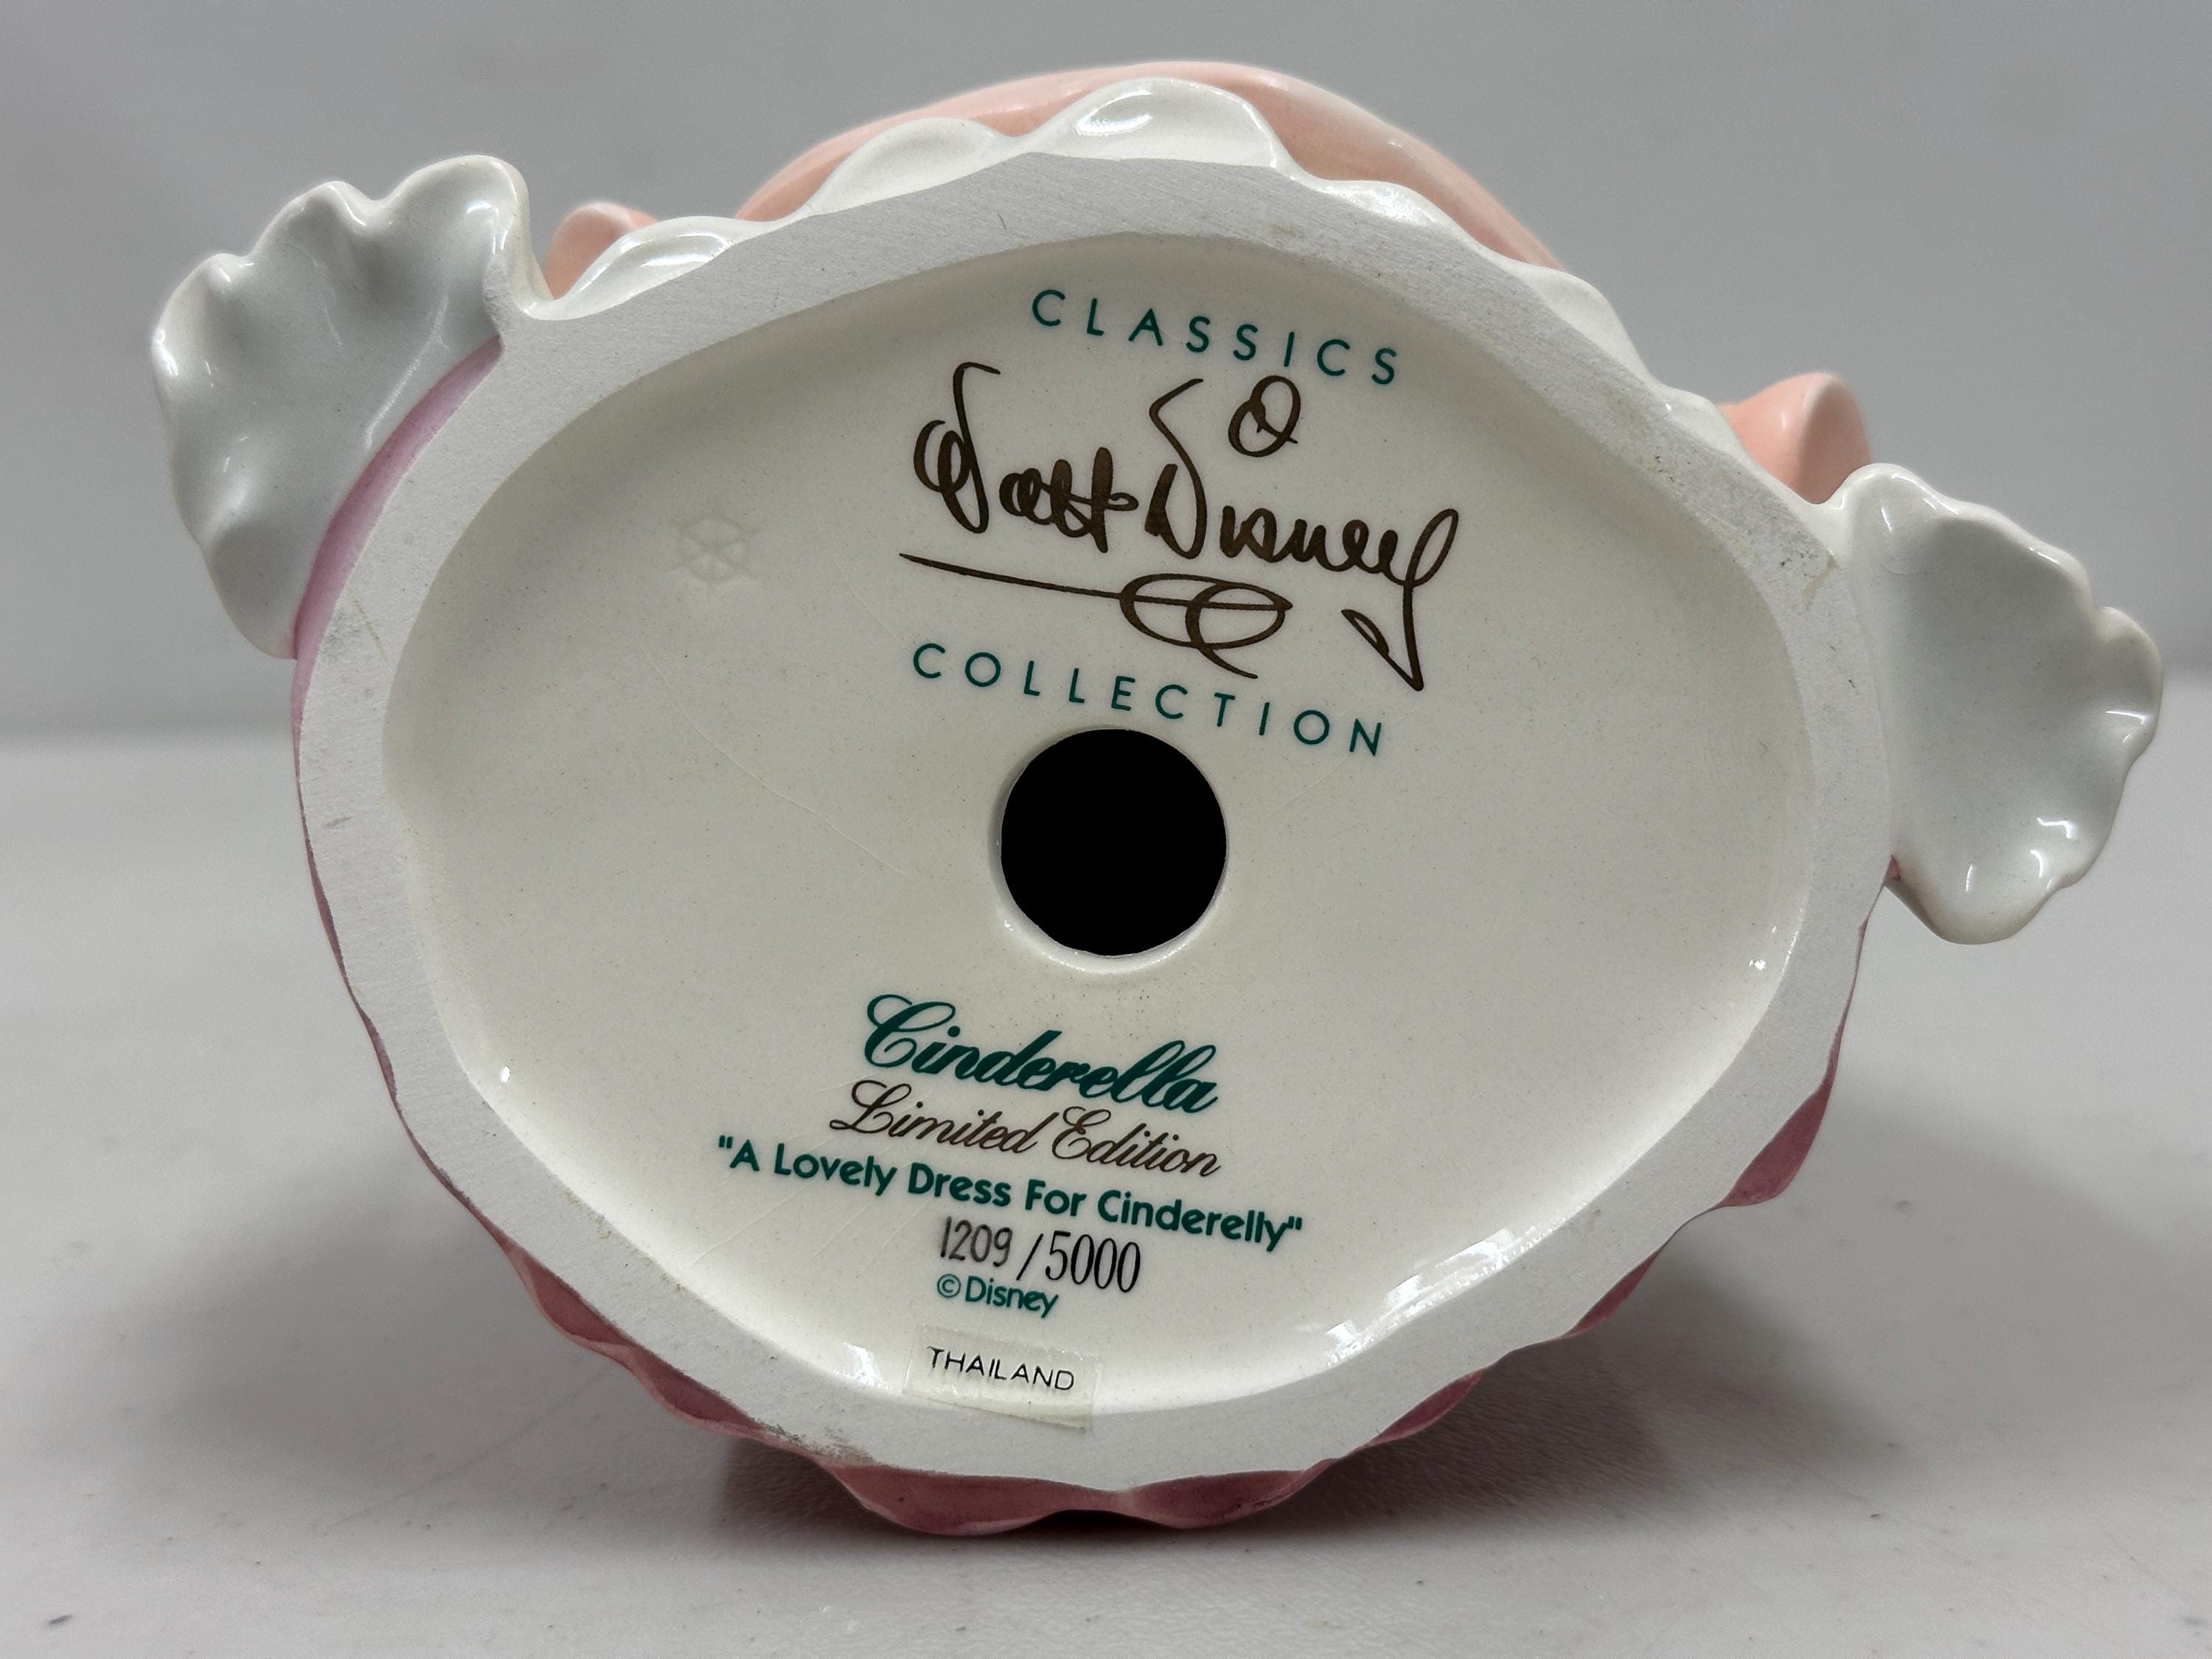 CLASSICS
Walt Disney
COLLECTION
Cinderella
Limited Edition
"A Lovely Dress For Cinderelly"
1209/5000
©Disney
THAILAND